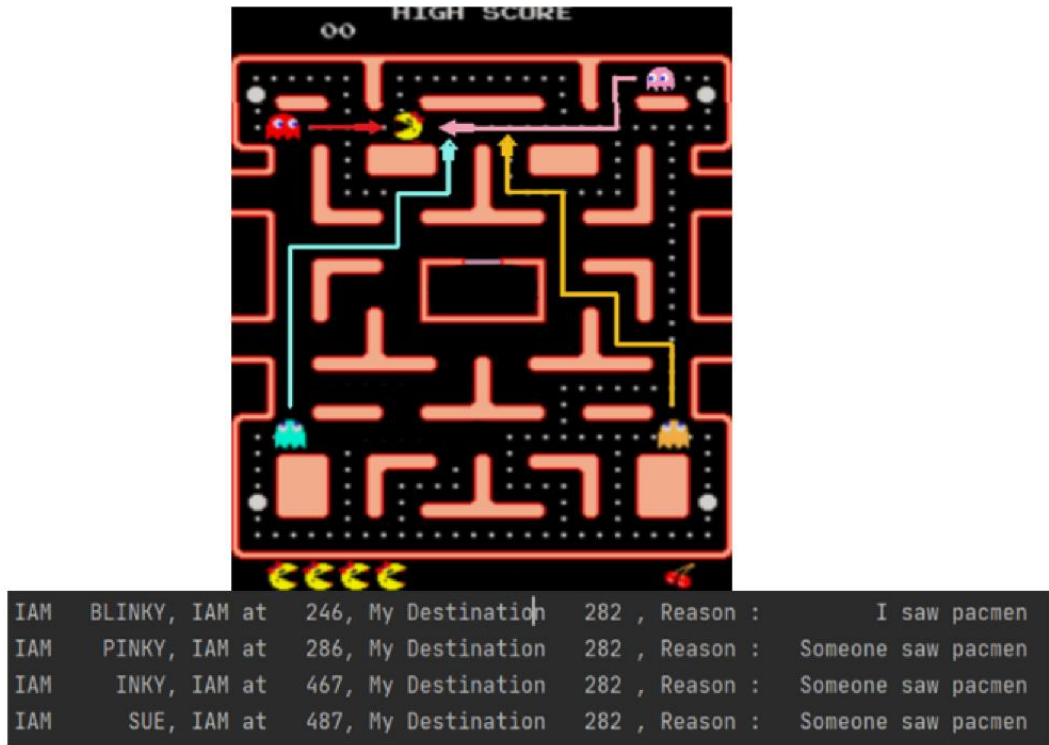 HIGH SCORE
00
IAM BLINKY, IAM at 246, My Destination 282 , Reason : I saw pacmen
IAM PINKY, IAM at 286, My Destination 282 , Reason : Someone saw pacmen
IAM INKY, IAM at 467, My Destination 282 , Reason : Someone saw pacmen
IAM SUE, IAM at 487, My Destination 282 , Reason : Someone saw pacmen